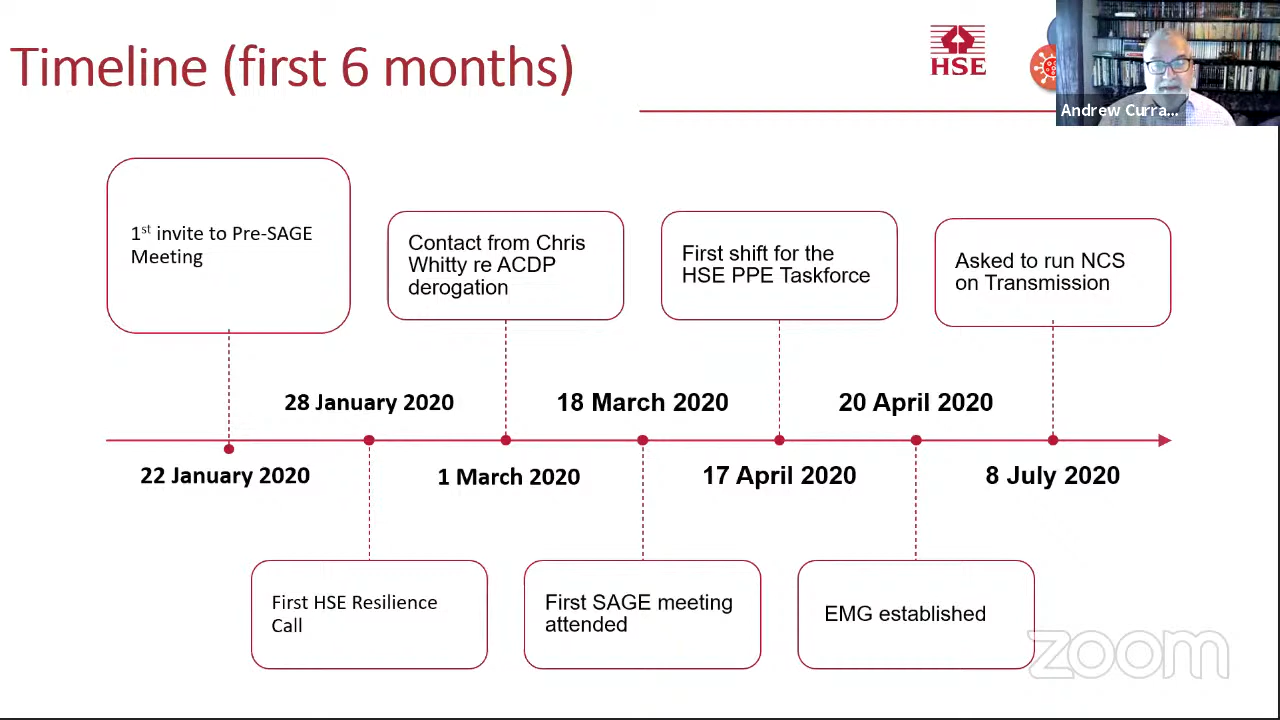 Timeline (first 6 months)
HSE
Andrew Curra...
1st invite to Pre-SAGE
Meeting
Contact from Chris
Whitty re ACDP
derogation
First shift for the
HSE PPE Taskforce
Asked to run NCS
on Transmission
28 January 2020
18 March 2020
20 April 2020
22 January 2020
1 March 2020
17 April 2020
8 July 2020
First HSE Resilience
Call
First SAGE meeting
attended
EMG established
zoom